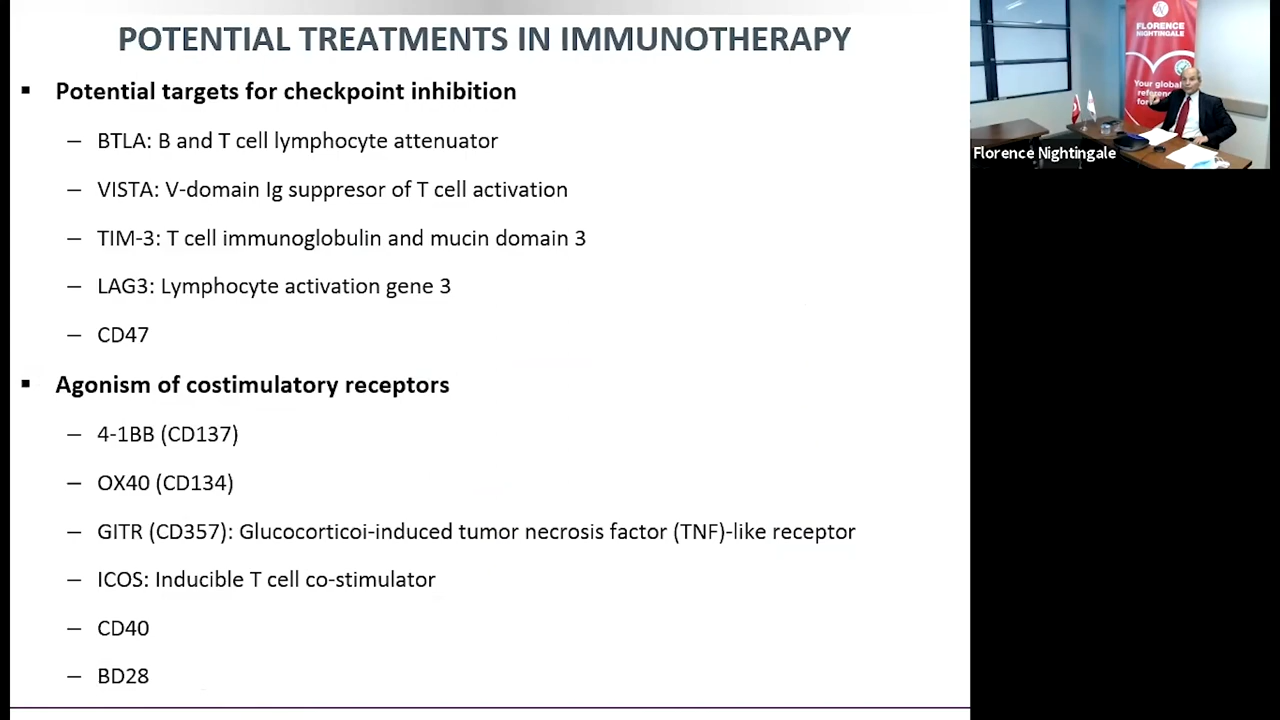 POTENTIAL TREATMENTS IN IMMUNOTHERAPY
▪ Potential targets for checkpoint inhibition
– BTLA: B and T cell lymphocyte attenuator
– VISTA: V-domain Ig suppresor of T cell activation
– TIM-3: T cell immunoglobulin and mucin domain 3
– LAG3: Lymphocyte activation gene 3
– CD47
▪ Agonism of costimulatory receptors
– 4-1BB (CD137)
– OX40 (CD134)
– GITR (CD357): Glucocorticoi-induced tumor necrosis factor (TNF)-like receptor
– ICOS: Inducible T cell co-stimulator
– CD40
– BD28
FLORENCE
NIGHTINGALE
Your global
Florence Nightingale